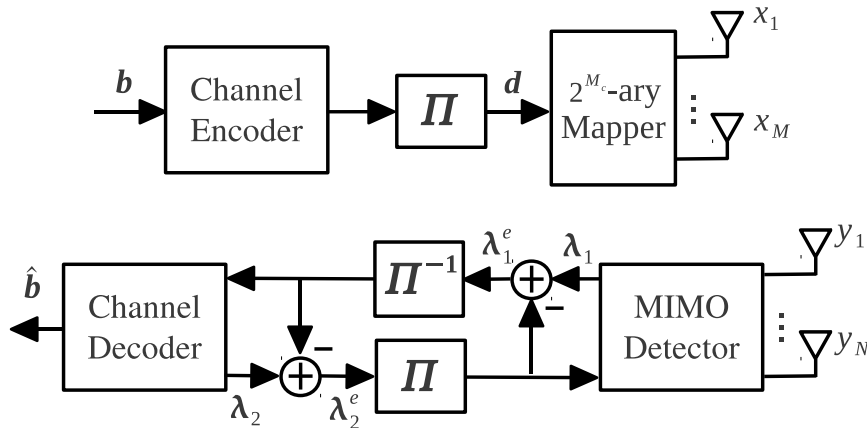 b
Channel
Encoder
Π
d
2^{M_c}-ary
Mapper
x_1
⋮
x_M
b̂
Channel
Decoder
λ_2
+
−
λ_2^e
Π^{−1}
Π
λ_1^e
+
−
λ_1
MIMO
Detector
y_1
⋮
y_N